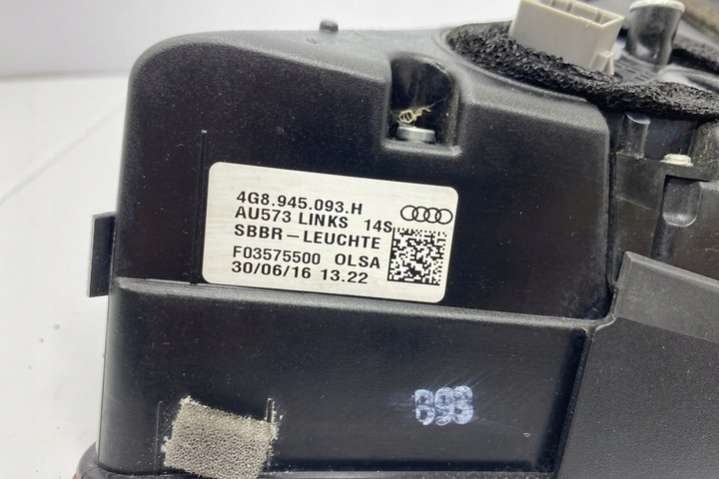 4G8.945.093.H
AU573 LINKS 14S
SBBR-LEUCHTE
F03575500 OLSA
30/06/16 13.22